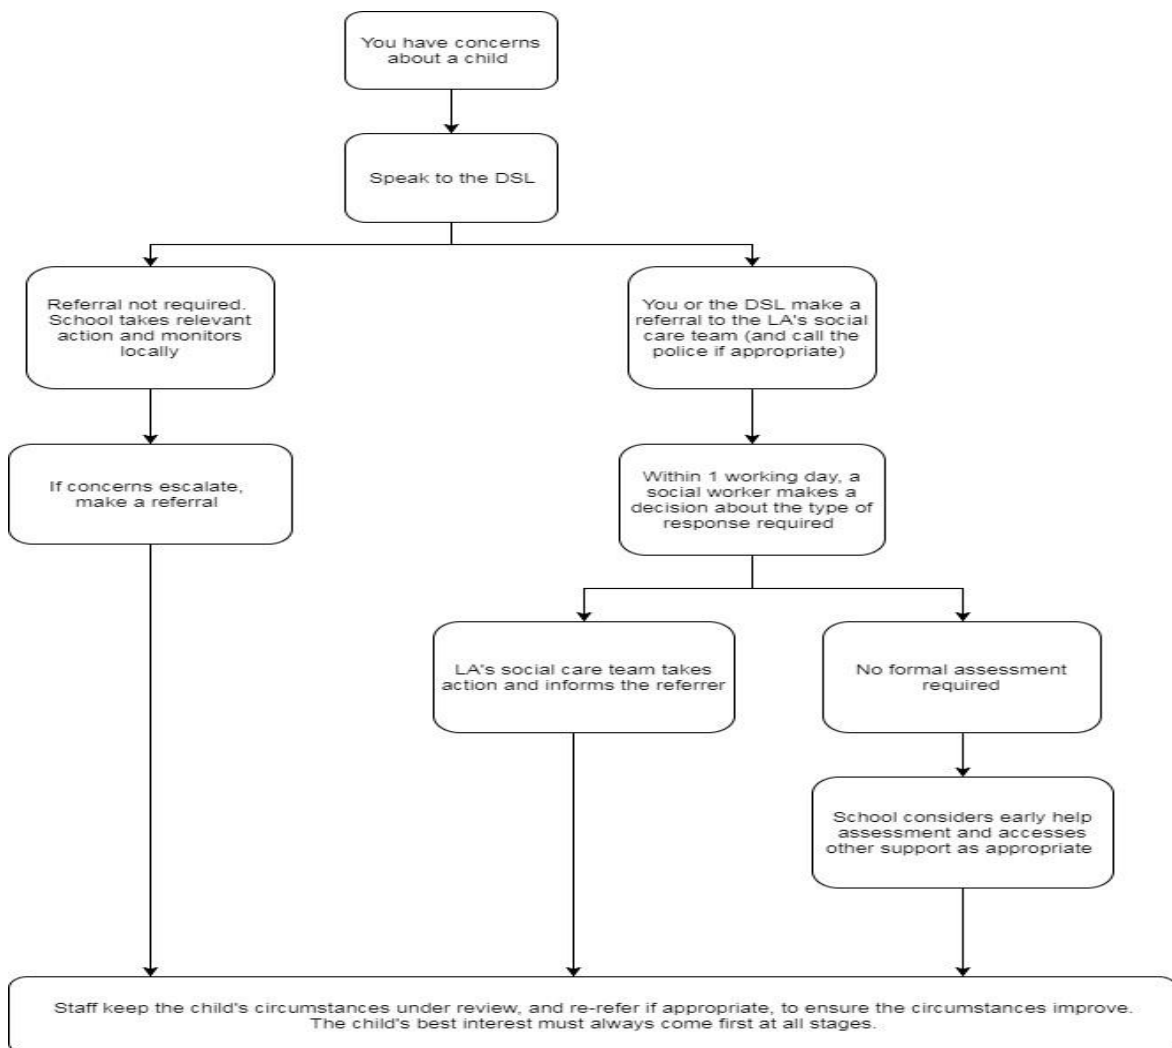 You have concerns
about a child
Speak to the DSL
Referral not required.
School takes relevant
action and monitors
locally
You or the DSL make a
referral to the LA's social
care team (and call the
police if appropriate)
If concerns escalate,
make a referral
Within 1 working day, a
social worker makes a
decision about the type of
response required
LA's social care team takes
action and informs the referrer
No formal assessment
required
School considers early help
assessment and accesses
other support as appropriate
Staff keep the child's circumstances under review, and re-refer if appropriate, to ensure the circumstances improve.
The child's best interest must always come first at all stages.